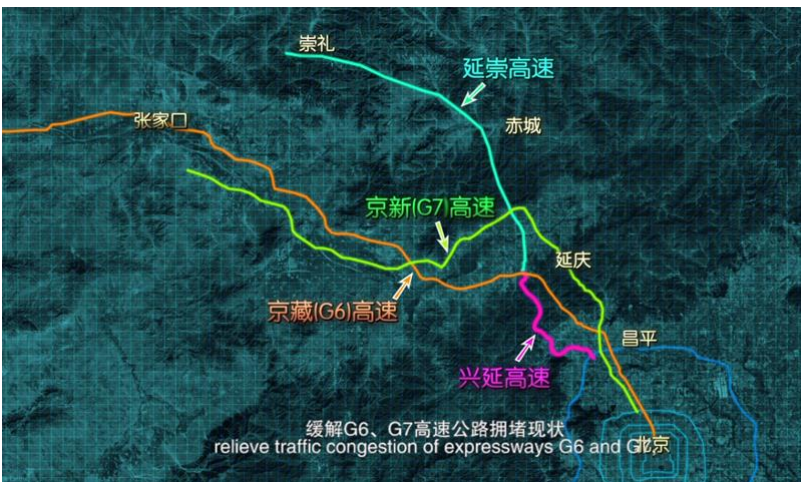 崇礼
延崇高速
张家口
赤城
京新(G7)高速
延庆
京藏(G6)高速
昌平
兴延高速
缓解G6、G7高速公路拥堵现状
relieve traffic congestion of expressways G6 and G7.
北京